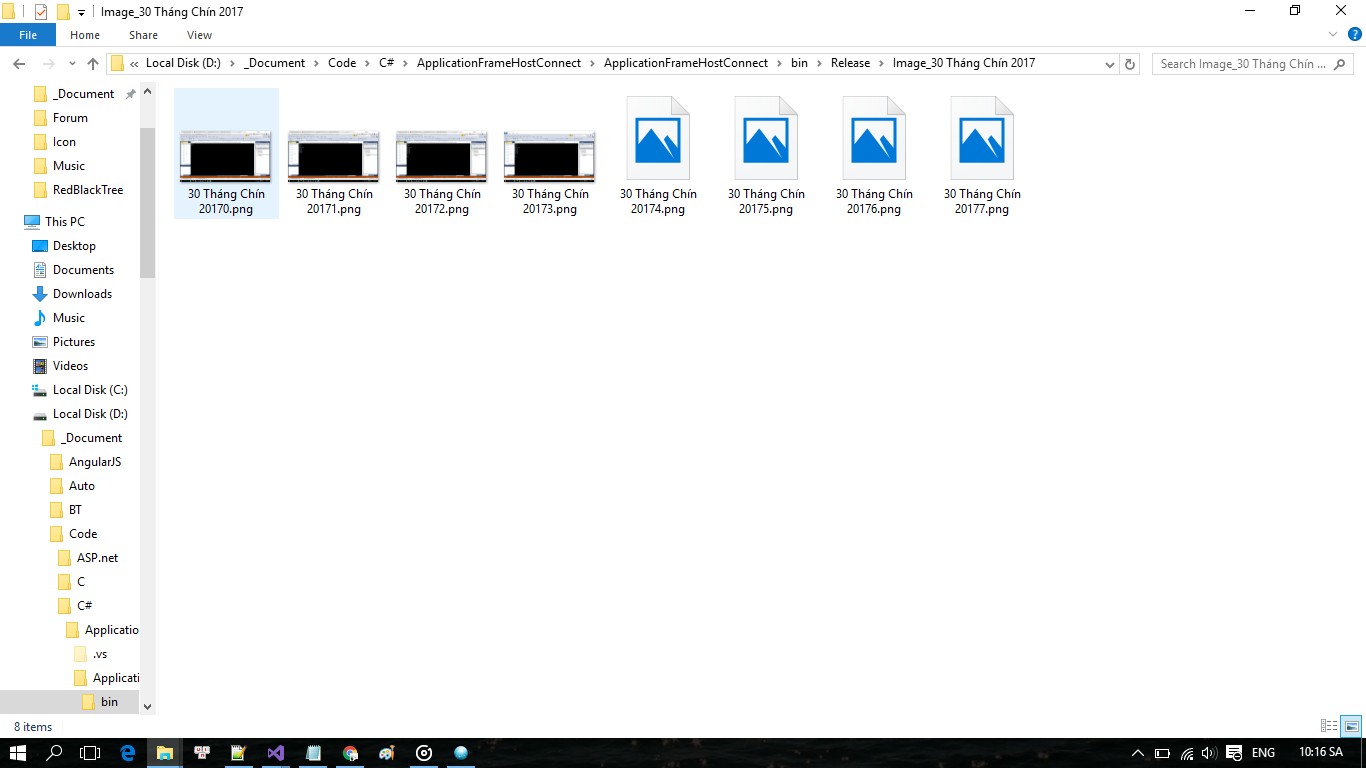 Image_30 Tháng Chín 2017
File Home Share View
« Local Disk (D:) › _Document › Code › C# › ApplicationFrameHostConnect › ApplicationFrameHostConnect › bin › Release › Image_30 Tháng Chín 2017
Search Image_30 Tháng Chín ...
_Document
Forum
Icon
Music
RedBlackTree
This PC
Desktop
Documents
Downloads
Music
Pictures
Videos
Local Disk (C:)
Local Disk (D:)
_Document
AngularJS
Auto
BT
Code
ASP.net
C
C#
Applicatio
.vs
Applicati
bin
30 Tháng Chín
20170.png
30 Tháng Chín
20171.png
30 Tháng Chín
20172.png
30 Tháng Chín
20173.png
30 Tháng Chín
20174.png
30 Tháng Chín
20175.png
30 Tháng Chín
20176.png
30 Tháng Chín
20177.png
8 items
ENG 10:16 SA